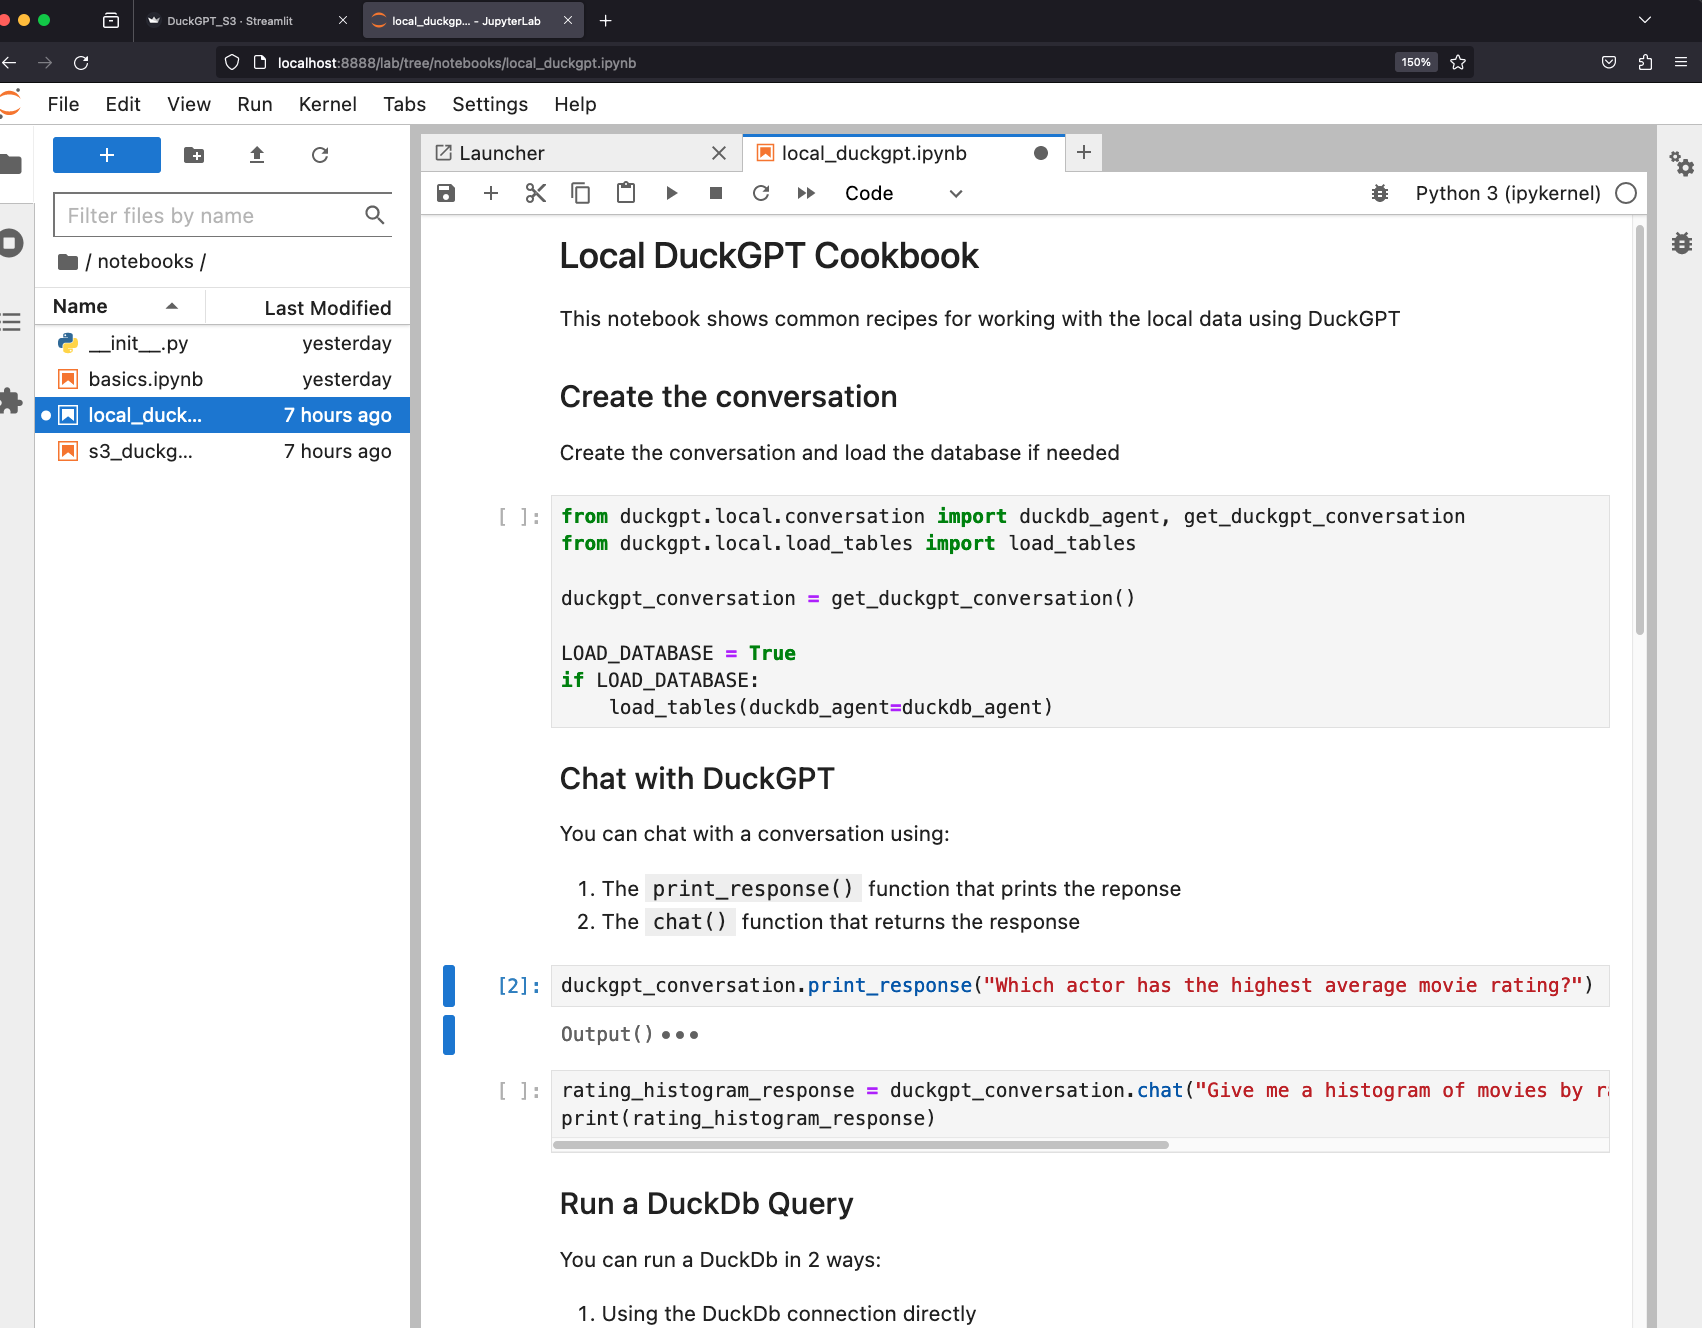 DuckGPT_S3 · Streamlit
local_duckgp... - JupyterLab
localhost:8888/lab/tree/notebooks/local_duckgpt.ipynb
150%
File Edit View Run Kernel Tabs Settings Help
Filter files by name
/ notebooks /
Name Last Modified
__init__.py yesterday
basics.ipynb yesterday
local_duck... 7 hours ago
s3_duckg... 7 hours ago
Launcher
local_duckgpt.ipynb
Code
Python 3 (ipykernel)
Local DuckGPT Cookbook
This notebook shows common recipes for working with the local data using DuckGPT
Create the conversation
Create the conversation and load the database if needed
[ ]: from duckgpt.local.conversation import duckdb_agent, get_duckgpt_conversation
from duckgpt.local.load_tables import load_tables
duckgpt_conversation = get_duckgpt_conversation()
LOAD_DATABASE = True
if LOAD_DATABASE:
    load_tables(duckdb_agent=duckdb_agent)
Chat with DuckGPT
You can chat with a conversation using:
1. The print_response() function that prints the reponse
2. The chat() function that returns the response
[2]: duckgpt_conversation.print_response("Which actor has the highest average movie rating?")
Output() •••
[ ]: rating_histogram_response = duckgpt_conversation.chat("Give me a histogram of movies by
print(rating_histogram_response)
Run a DuckDb Query
You can run a DuckDb in 2 ways:
1. Using the DuckDb connection directly